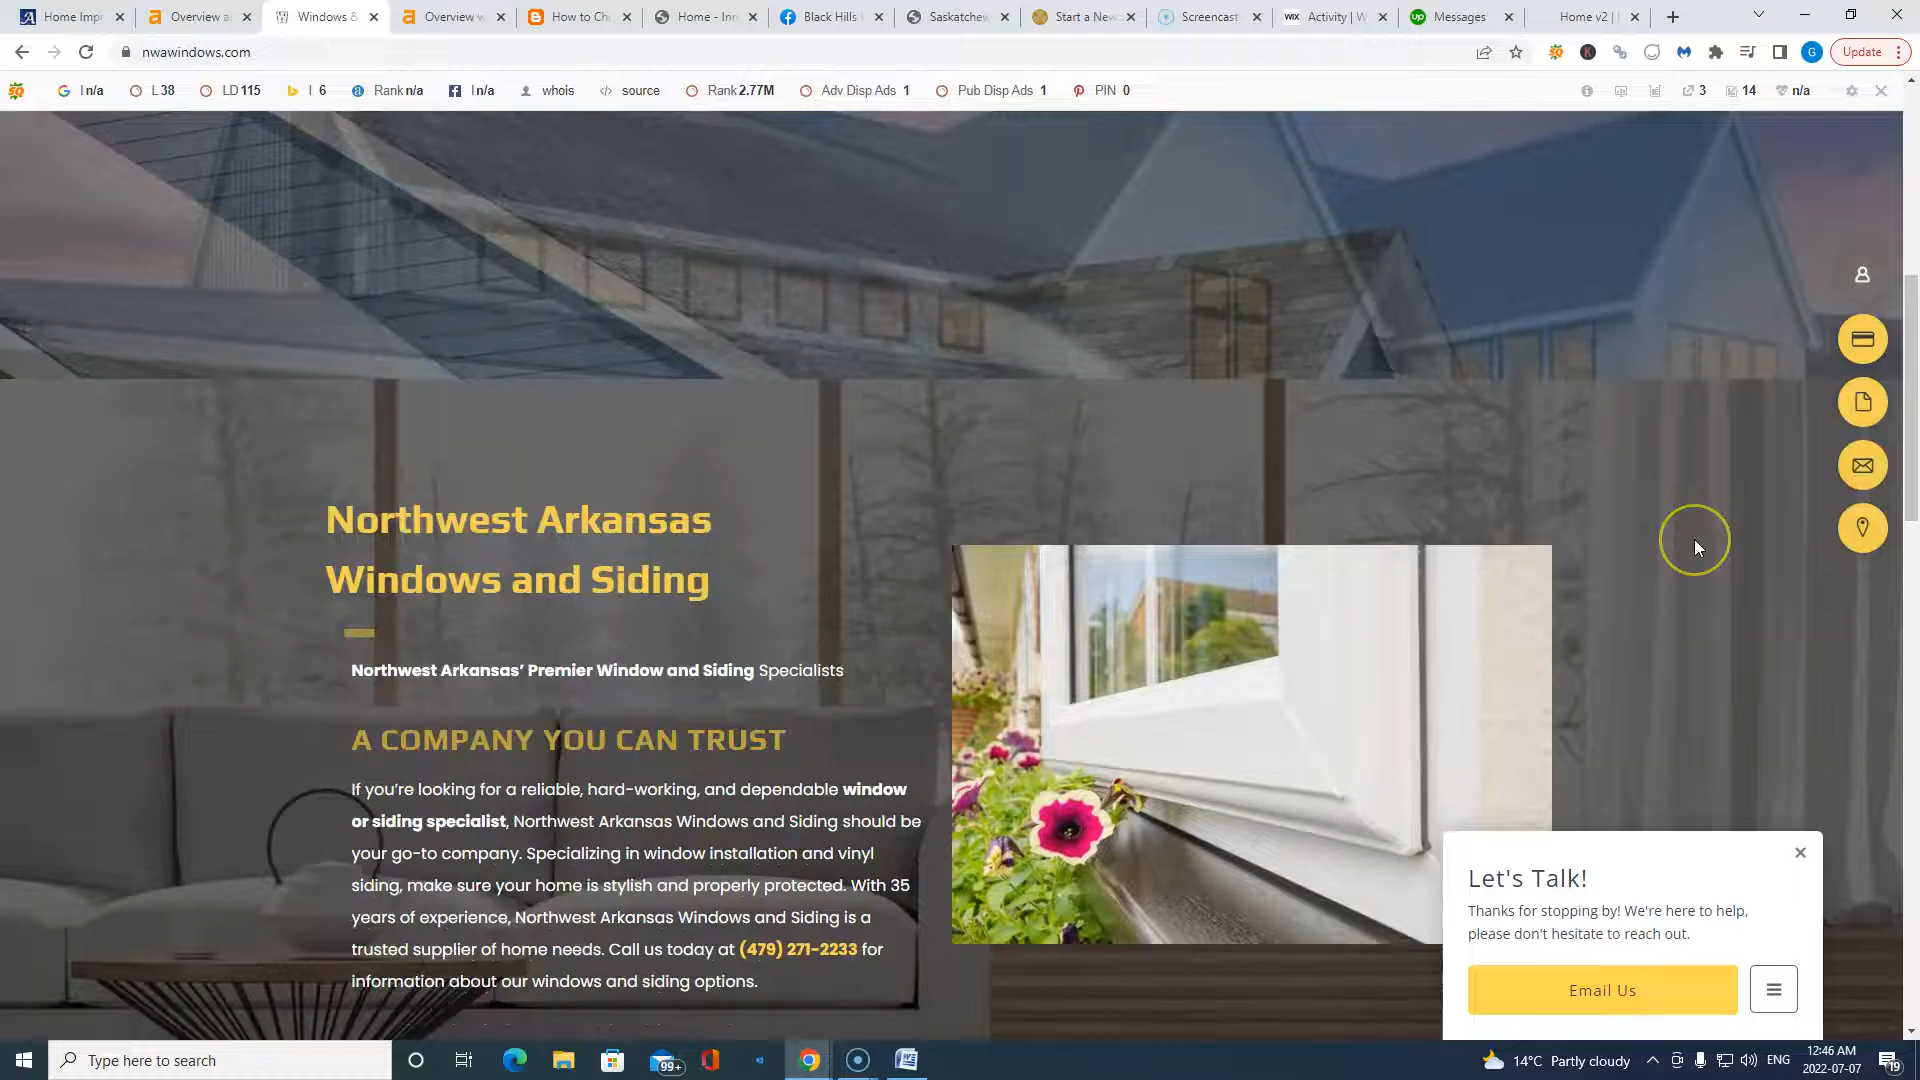 Home Impr
Overview a
Windows &
Overview v
How to Ch
Home - Inn
Black Hills
Saskatchew
Start a New
Screencast
Activity | W
Messages
Home v2 |
nwawindows.com
Update
I n/a
L 38
LD 115
I 6
Rank n/a
I n/a
whois
source
Rank 2.77M
Adv Disp Ads 1
Pub Disp Ads 1
PIN 0
3
14
n/a
Northwest Arkansas
Windows and Siding
Northwest Arkansas’ Premier Window and Siding Specialists
A COMPANY YOU CAN TRUST
If you’re looking for a reliable, hard-working, and dependable window
or siding specialist, Northwest Arkansas Windows and Siding should be
your go-to company. Specializing in window installation and vinyl
siding, make sure your home is stylish and properly protected. With 35
years of experience, Northwest Arkansas Windows and Siding is a
trusted supplier of home needs. Call us today at (479) 271-2233 for
information about our windows and siding options.
Let's Talk!
Thanks for stopping by! We're here to help,
please don't hesitate to reach out.
Email Us
Type here to search
99+
14°C Partly cloudy
ENG
12:46 AM
2022-07-07
19